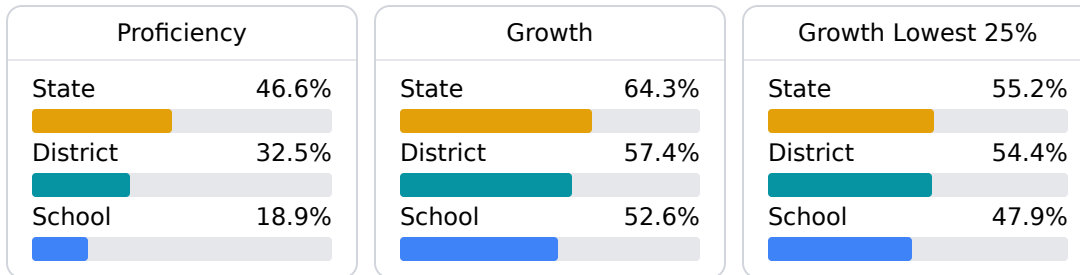 Proficiency
State 46.6%
District 32.5%
School 18.9%
Growth
State 64.3%
District 57.4%
School 52.6%
Growth Lowest 25%
State 55.2%
District 54.4%
School 47.9%